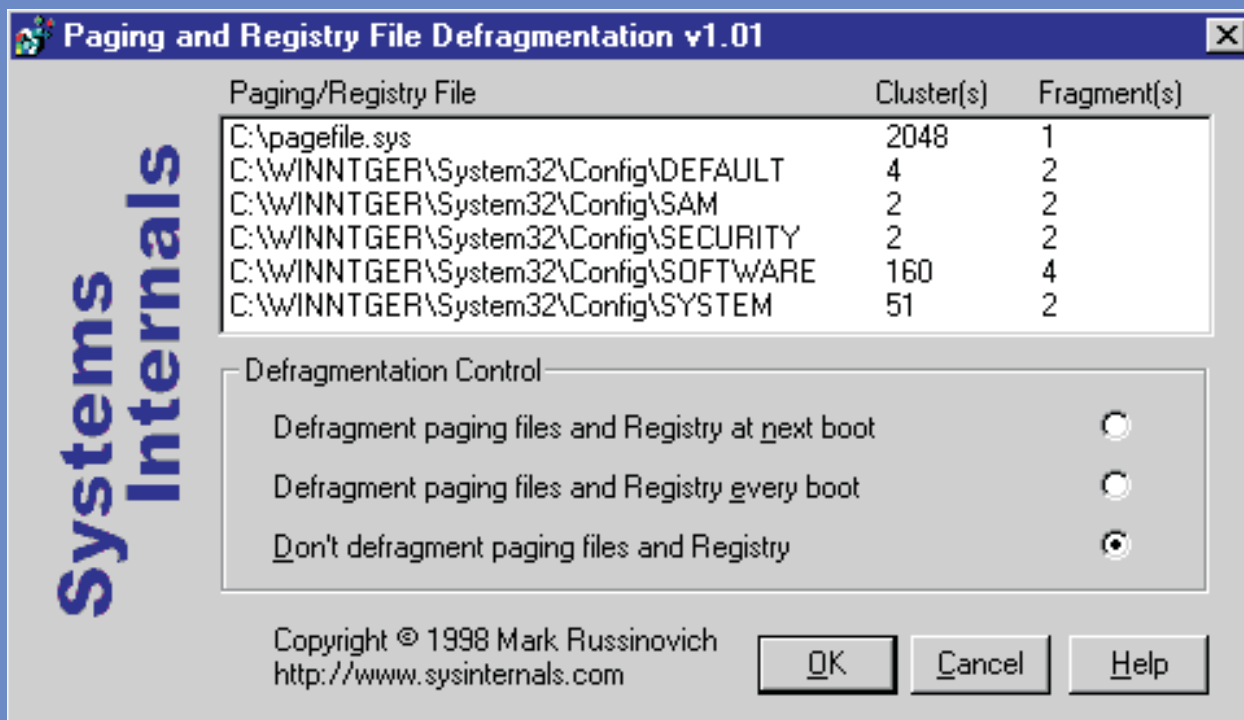 Paging and Registry File Defragmentation v1.01
Systems
Internals
Paging/Registry File Cluster(s) Fragment(s)
C:\pagefile.sys 2048 1
C:\WINNTGER\System32\Config\DEFAULT 4 2
C:\WINNTGER\System32\Config\SAM 2 2
C:\WINNTGER\System32\Config\SECURITY 2 2
C:\WINNTGER\System32\Config\SOFTWARE 160 4
C:\WINNTGER\System32\Config\SYSTEM 51 2
Defragmentation Control
Defragment paging files and Registry at next boot
Defragment paging files and Registry every boot
Don't defragment paging files and Registry
Copyright © 1998 Mark Russinovich
http://www.sysinternals.com
OK Cancel Help